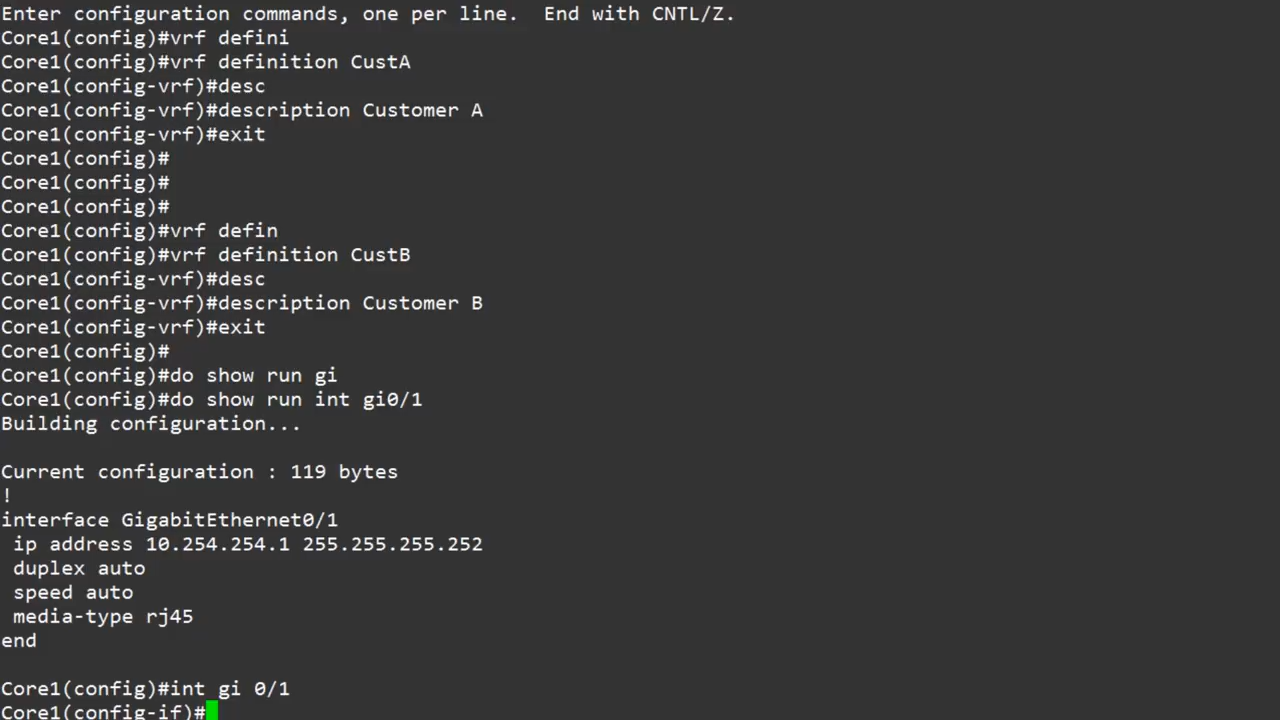 Enter configuration commands, one per line.  End with CNTL/Z.
Core1(config)#vrf defini
Core1(config)#vrf definition CustA
Core1(config-vrf)#desc
Core1(config-vrf)#description Customer A
Core1(config-vrf)#exit
Core1(config)#
Core1(config)#
Core1(config)#
Core1(config)#vrf defin
Core1(config)#vrf definition CustB
Core1(config-vrf)#desc
Core1(config-vrf)#description Customer B
Core1(config-vrf)#exit
Core1(config)#
Core1(config)#do show run gi
Core1(config)#do show run int gi0/1
Building configuration...
Current configuration : 119 bytes
!
interface GigabitEthernet0/1
 ip address 10.254.254.1 255.255.255.252
 duplex auto
 speed auto
 media-type rj45
end
Core1(config)#int gi 0/1
Core1(config-if)#